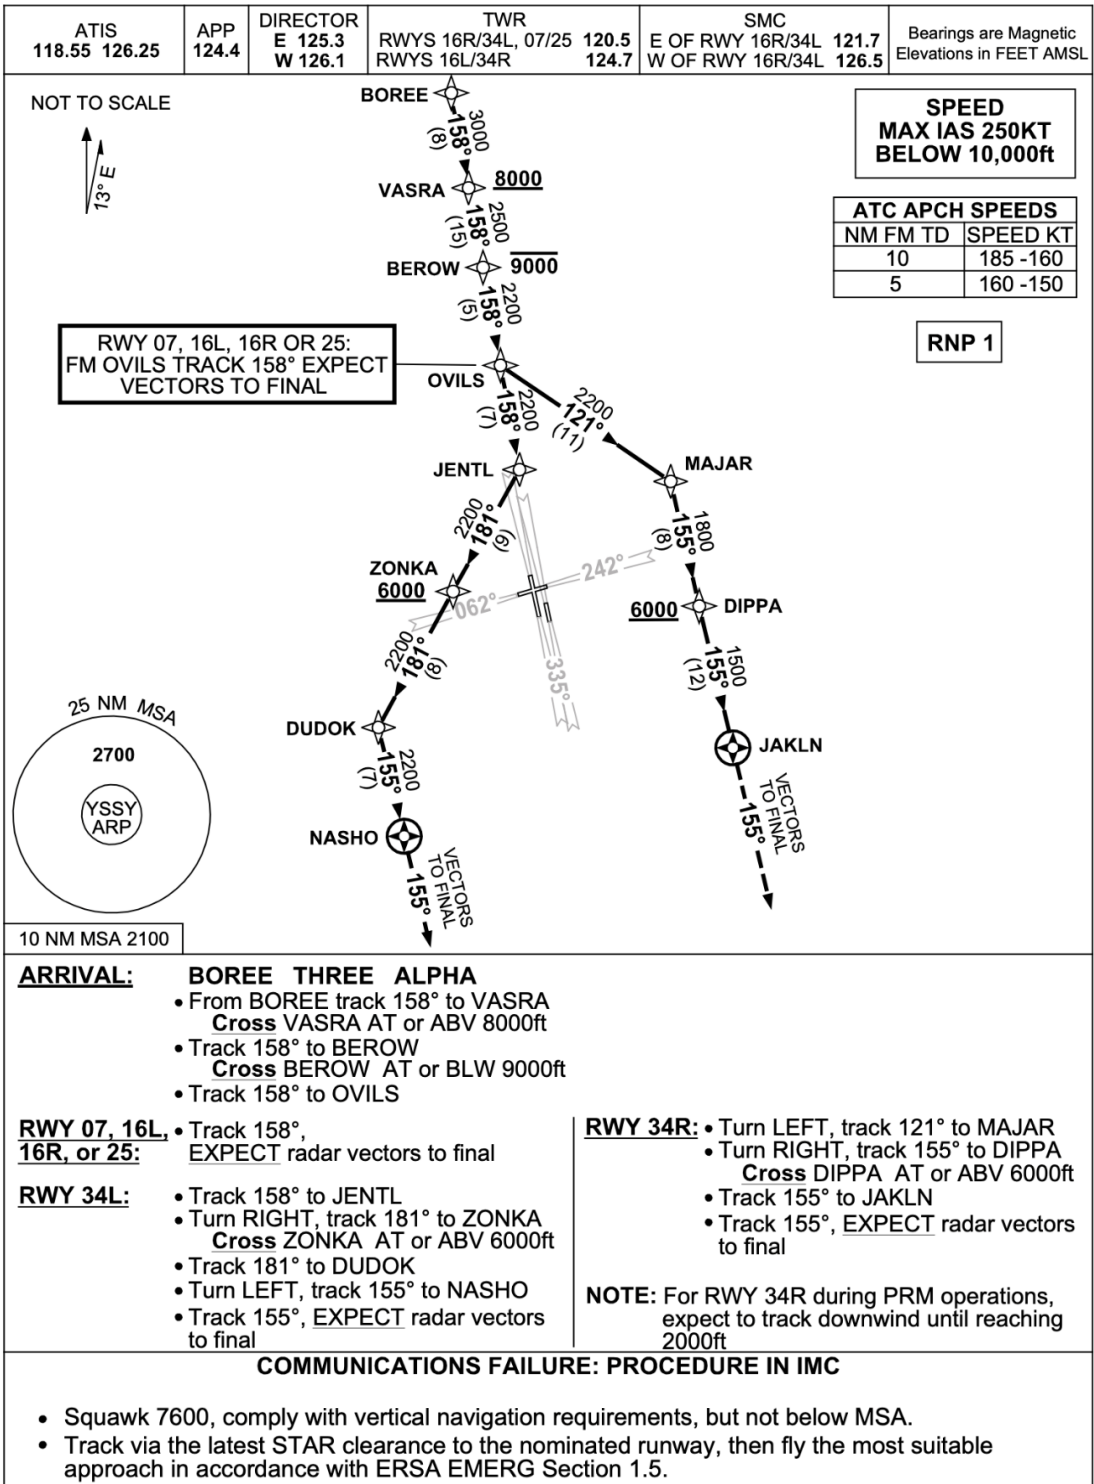 ATIS
118.55 126.25
APP
124.4
DIRECTOR
E 125.3
W 126.1
TWR
RWYS 16R/34L, 07/25 120.5
RWYS 16L/34R 124.7
SMC
E OF RWY 16R/34L 121.7
W OF RWY 16R/34L 126.5
Bearings are Magnetic
Elevations in FEET AMSL
NOT TO SCALE
13° E
SPEED
MAX IAS 250KT
BELOW 10,000ft
ATC APCH SPEEDS
NM FM TD SPEED KT
10 185 -160
5 160 -150
RNP 1
BOREE
3000
158°
(8)
VASRA
8000
2500
158°
(15)
BEROW
9000
2200
158°
(5)
RWY 07, 16L, 16R OR 25:
FM OVILS TRACK 158° EXPECT
VECTORS TO FINAL
OVILS
2200
158°
(7)
2200
121°
(11)
JENTL
MAJAR
2200
181°
(9)
1800
155°
(8)
ZONKA
6000
062°
242°
335°
6000
DIPPA
2200
181°
(8)
1500
155°
(12)
DUDOK
JAKLN
2200
155°
(7)
VECTORS
TO FINAL
155°
NASHO
VECTORS
TO FINAL
155°
25 NM MSA
2700
YSSY
ARP
10 NM MSA 2100
ARRIVAL: BOREE THREE ALPHA
• From BOREE track 158° to VASRA
Cross VASRA AT or ABV 8000ft
• Track 158° to BEROW
Cross BEROW AT or BLW 9000ft
• Track 158° to OVILS
RWY 07, 16L,
16R, or 25:
• Track 158°,
EXPECT radar vectors to final
RWY 34L:
• Track 158° to JENTL
• Turn RIGHT, track 181° to ZONKA
Cross ZONKA AT or ABV 6000ft
• Track 181° to DUDOK
• Turn LEFT, track 155° to NASHO
• Track 155°, EXPECT radar vectors
to final
RWY 34R:
• Turn LEFT, track 121° to MAJAR
• Turn RIGHT, track 155° to DIPPA
Cross DIPPA AT or ABV 6000ft
• Track 155° to JAKLN
• Track 155°, EXPECT radar vectors
to final
NOTE: For RWY 34R during PRM operations,
expect to track downwind until reaching
2000ft
COMMUNICATIONS FAILURE: PROCEDURE IN IMC
• Squawk 7600, comply with vertical navigation requirements, but not below MSA.
• Track via the latest STAR clearance to the nominated runway, then fly the most suitable
approach in accordance with ERSA EMERG Section 1.5.